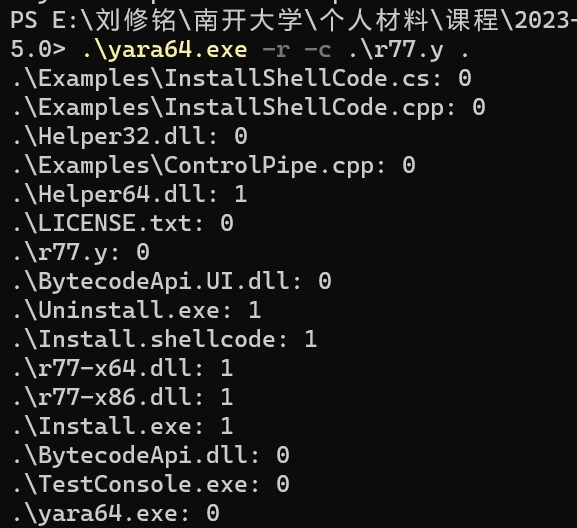 PS E:\刘修铭\南开大学\个人材料\课程\2023-
5.0> .\yara64.exe -r -c .\r77.y .
.\Examples\InstallShellCode.cs: 0
.\Examples\InstallShellCode.cpp: 0
.\Helper32.dll: 0
.\Examples\ControlPipe.cpp: 0
.\Helper64.dll: 1
.\LICENSE.txt: 0
.\r77.y: 0
.\BytecodeApi.UI.dll: 0
.\Uninstall.exe: 1
.\Install.shellcode: 1
.\r77-x64.dll: 1
.\r77-x86.dll: 1
.\Install.exe: 1
.\BytecodeApi.dll: 0
.\TestConsole.exe: 0
.\yara64.exe: 0